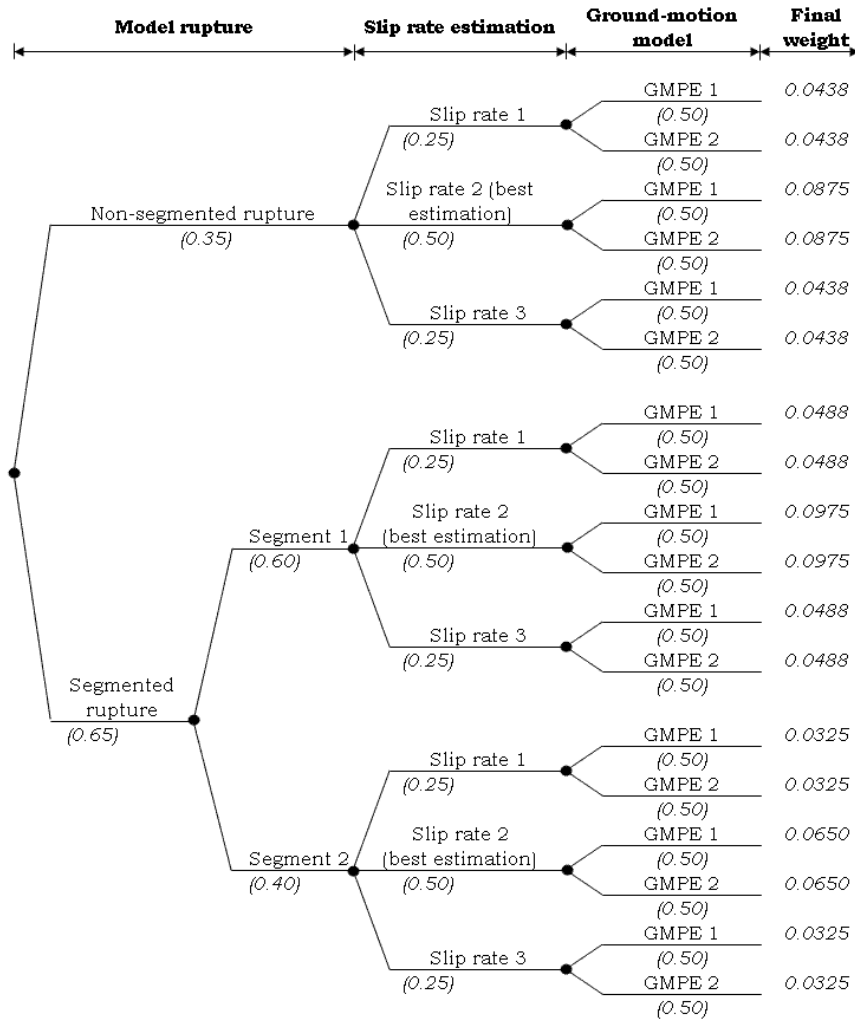 Model rupture
Slip rate estimation
Ground-motion
model
Final
weight
GMPE 1
0.0438
(0.50)
Slip rate 1
(0.25)
GMPE 2
0.0438
(0.50)
Slip rate 2 (best
estimation)
(0.50)
GMPE 1
0.0875
(0.50)
Non-segmented rupture
(0.35)
GMPE 2
0.0875
(0.50)
GMPE 1
0.0438
(0.50)
Slip rate 3
(0.25)
GMPE 2
0.0438
(0.50)
GMPE 1
0.0488
(0.50)
Slip rate 1
(0.25)
GMPE 2
0.0488
(0.50)
Slip rate 2
(best estimation)
(0.50)
GMPE 1
0.0975
(0.50)
Segment 1
(0.60)
GMPE 2
0.0975
(0.50)
GMPE 1
0.0488
(0.50)
Slip rate 3
(0.25)
GMPE 2
0.0488
(0.50)
Segmented
rupture
(0.65)
GMPE 1
0.0325
(0.50)
Slip rate 1
(0.25)
GMPE 2
0.0325
(0.50)
Slip rate 2
(best estimation)
(0.50)
GMPE 1
0.0650
(0.50)
Segment 2
(0.40)
GMPE 2
0.0650
(0.50)
GMPE 1
0.0325
(0.50)
Slip rate 3
(0.25)
GMPE 2
0.0325
(0.50)